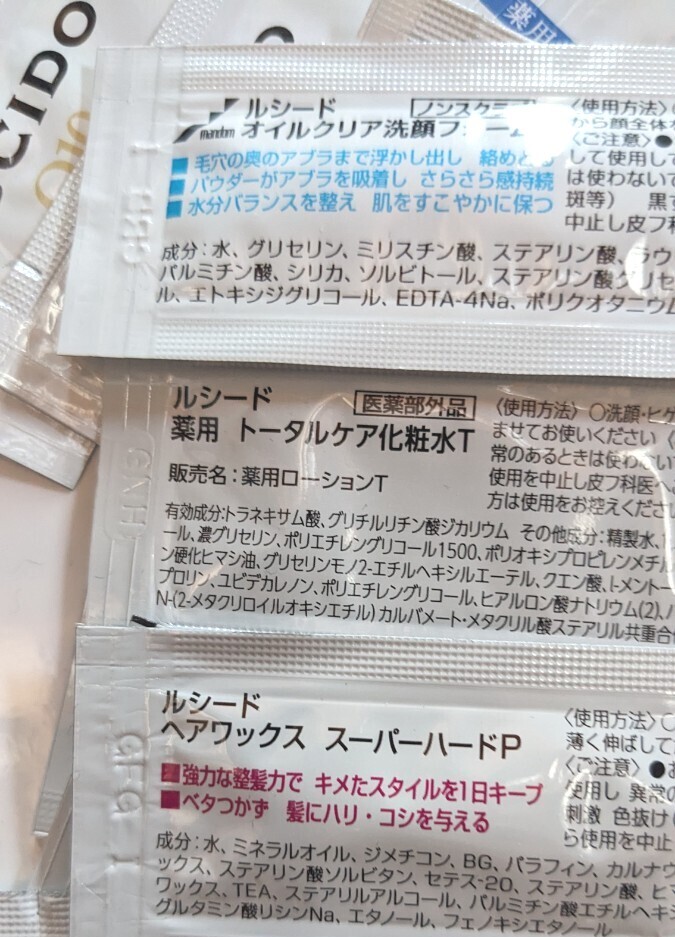 CIDO
Q10
薬用
mandom
ルシード ノンスクラブ
オイルクリア洗顔フォーム
■毛穴の奥のアブラまで浮かし出し 絡めとる
■パウダーがアブラを吸着し さらさら感持続
■水分バランスを整え 肌をすこやかに保つ
成分:水、グリセリン、ミリスチン酸、ステアリン酸、ラウ
パルミチン酸、シリカ、ソルビトール、ステアリン酸グリセ
ル、エトキシジグリコール、EDTA-4Na、ポリクオタニウム
〈使用方法〉
から顔全体
〈ご注意〉●
して使用して
は使わないで
斑等) 黒
中止し皮フ科
ルシード 医薬部外品
薬用 トータルケア化粧水T
販売名:薬用ローションT
有効成分:トラネキサム酸、グリチルリチン酸ジカリウム その他成分:精製水、
ール、濃グリセリン、ポリエチレングリコール1500、ポリオキシプロピレンメチル
ン硬化ヒマシ油、グリセリンモノ2-エチルヘキシルエーテル、クエン酸、l-メントー
プロリン、ユビデカレノン、ポリエチレングリコール、ヒアルロン酸ナトリウム(2)、
N-(2-メタクリロイルオキシエチル) カルバメート・メタクリル酸ステアリル共重合
〈使用方法〉○洗顔・ヒゲ
ませてお使いください
常のあるときは使わない
使用を中止し皮フ科医へ
方は使用をお控えくださ
ルシード
ヘアワックス スーパーハードP
■強力な整髪力で キメたスタイルを1日キープ
■ベタつかず 髪にハリ・コシを与える
成分:水、ミネラルオイル、ジメチコン、BG、パラフィン、カルナウ
ックス、ステアリン酸ソルビタン、セテス-20、ステアリン酸、ヒマ
ワックス、TEA、ステアリルアルコール、パルミチン酸エチルヘキシ
グルタミン酸リシンNa、エタノール、フェノキシエタノール
〈使用方法〉○
薄く伸ばして
〈ご注意〉●お
使用し 異常の
刺激 色抜け(
ら使用を中止